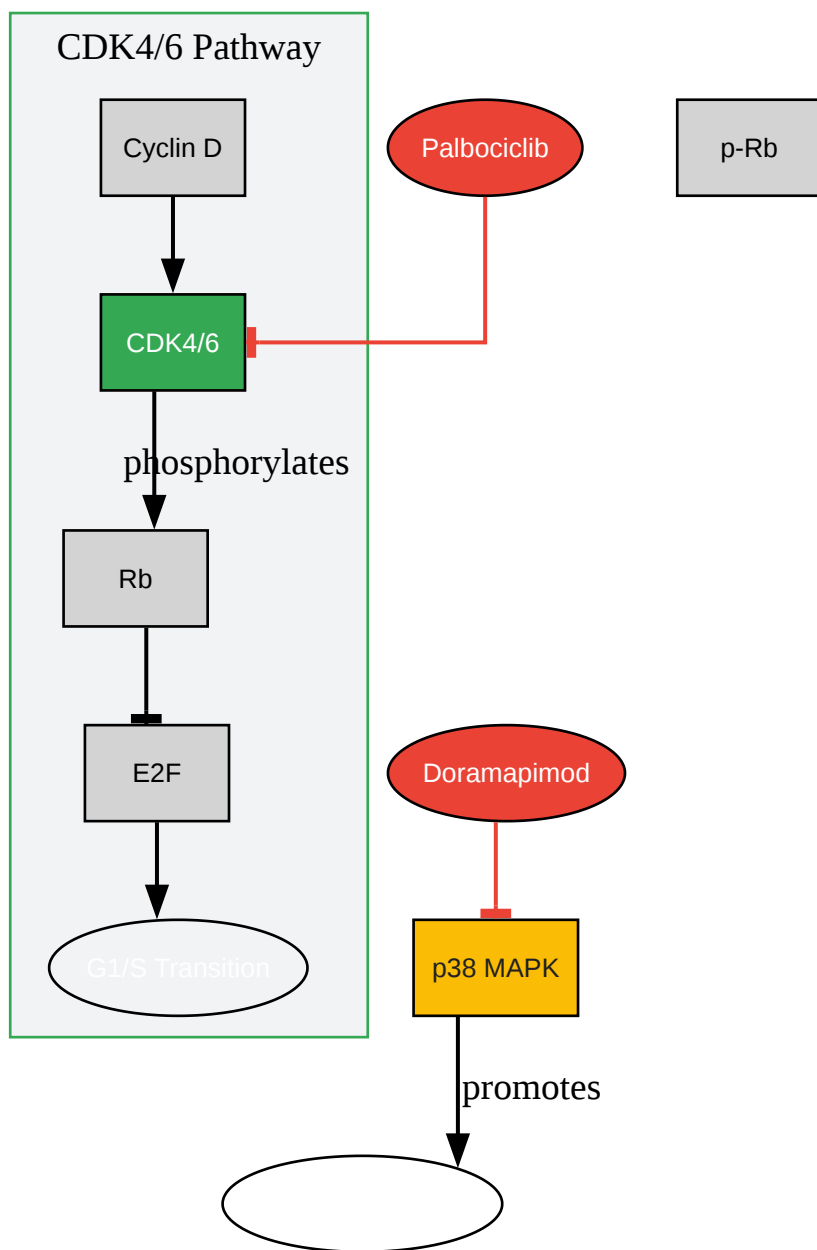 CDK4/6 Pathway
Cyclin D
Palbociclib
p-Rb
CDK4/6
phosphorylates
Rb
E2F
Doramapimod
G1/S Transition
p38 MAPK
promotes